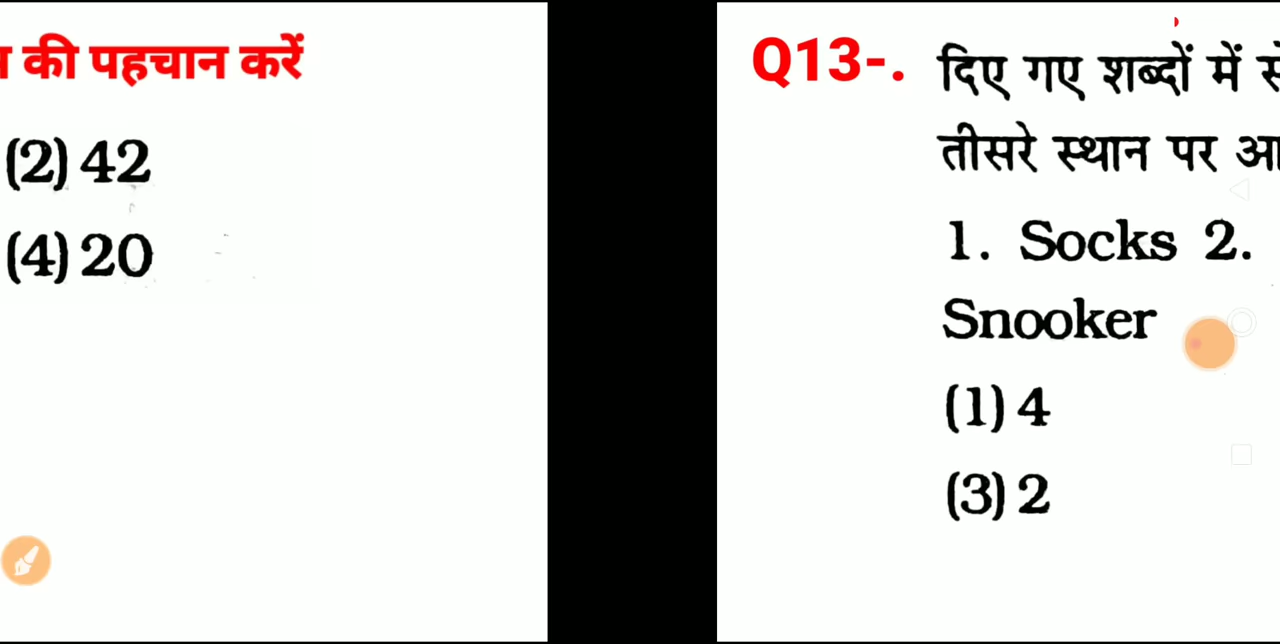 की पहचान करें
(2) 42
(4) 20
Q13-. दिए गए शब्दों में
तीसरे स्थान पर
1. Socks 2.
Snooker
(1) 4
(3) 2